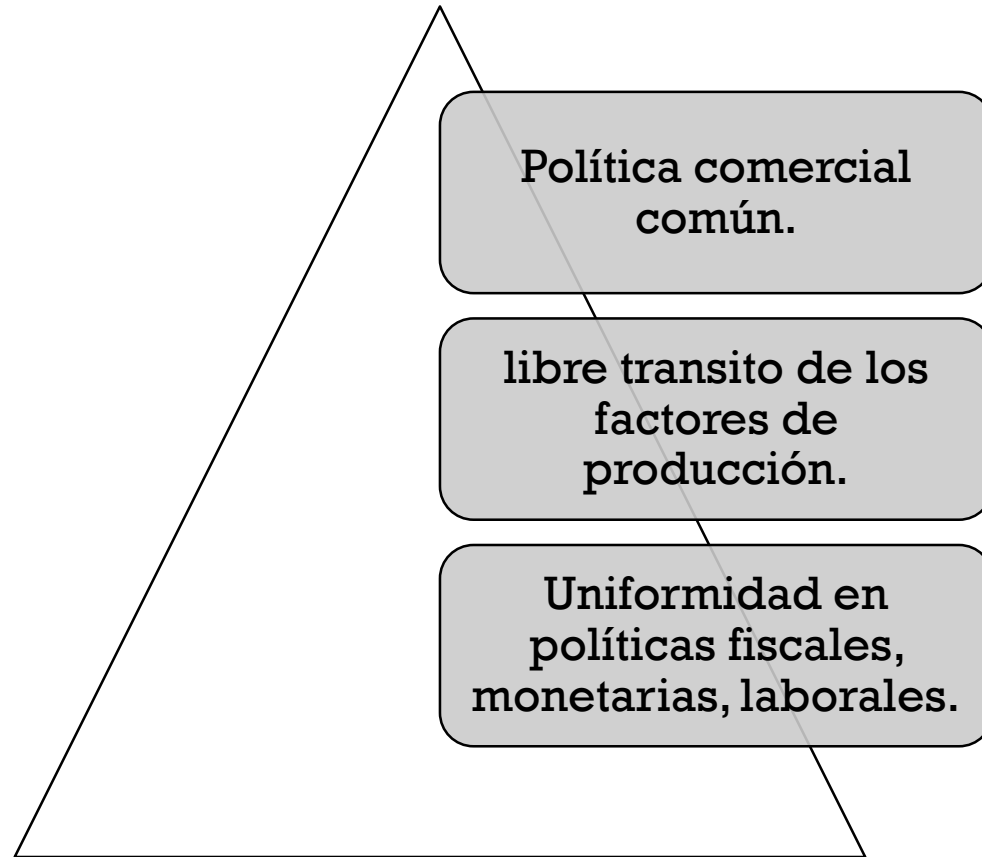 Política comercial
común.
libre transito de los
factores de
producción.
Uniformidad en
políticas fiscales,
monetarias, laborales.